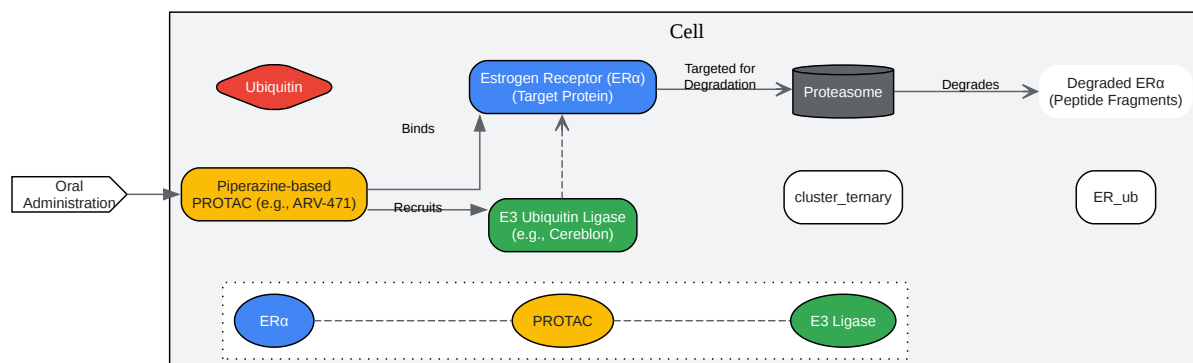 Cell
Ubiquitin
Estrogen Receptor (ERα)
(Target Protein)
Targeted for
Degradation
Proteasome
Degrades
Degraded ERα
(Peptide Fragments)
Binds
Oral
Administration
Piperazine-based
PROTAC (e.g., ARV-471)
Recruits
E3 Ubiquitin Ligase
(e.g., Cereblon)
cluster_ternary
ER_ub
ERα
PROTAC
E3 Ligase